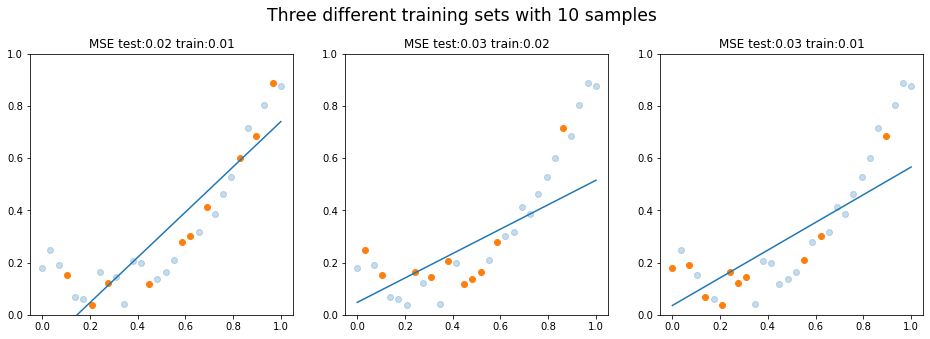 Three different training sets with 10 samples
MSE test:0.02 train:0.01
MSE test:0.03 train:0.02
MSE test:0.03 train:0.01
1.0
0.8
0.6
0.4
0.2
0.0
0.0 0.2 0.4 0.6 0.8 1.0
1.0
0.8
0.6
0.4
0.2
0.0
0.0 0.2 0.4 0.6 0.8 1.0
1.0
0.8
0.6
0.4
0.2
0.0
0.0 0.2 0.4 0.6 0.8 1.0